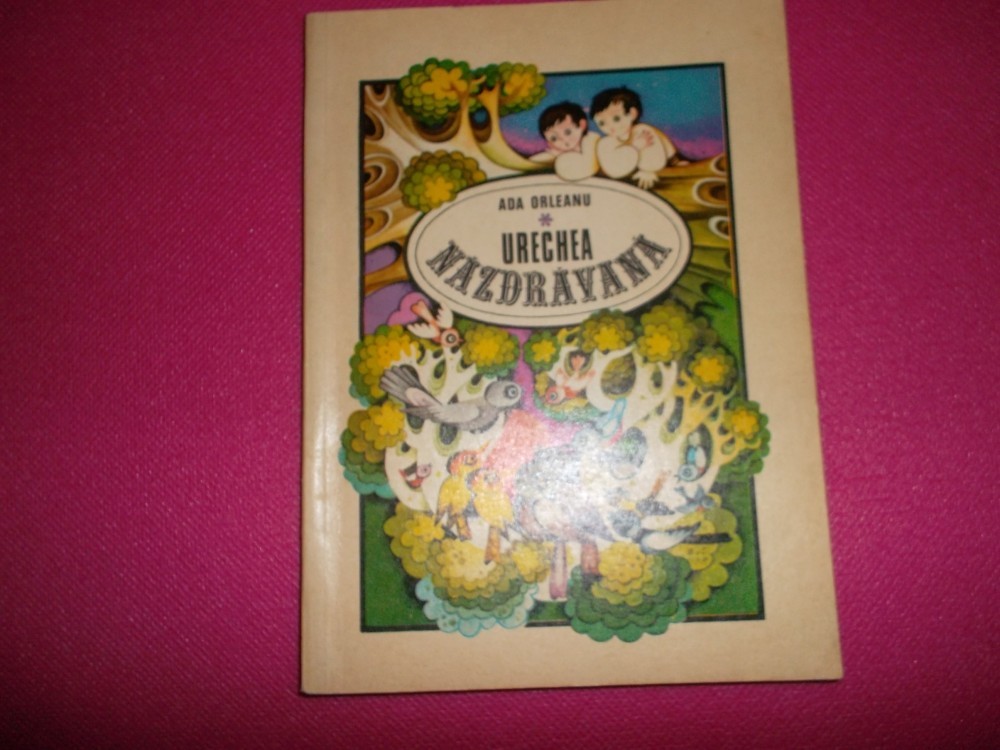 ADA ORLEANU
*
URECHEA
NĂZDRĂVANĂ